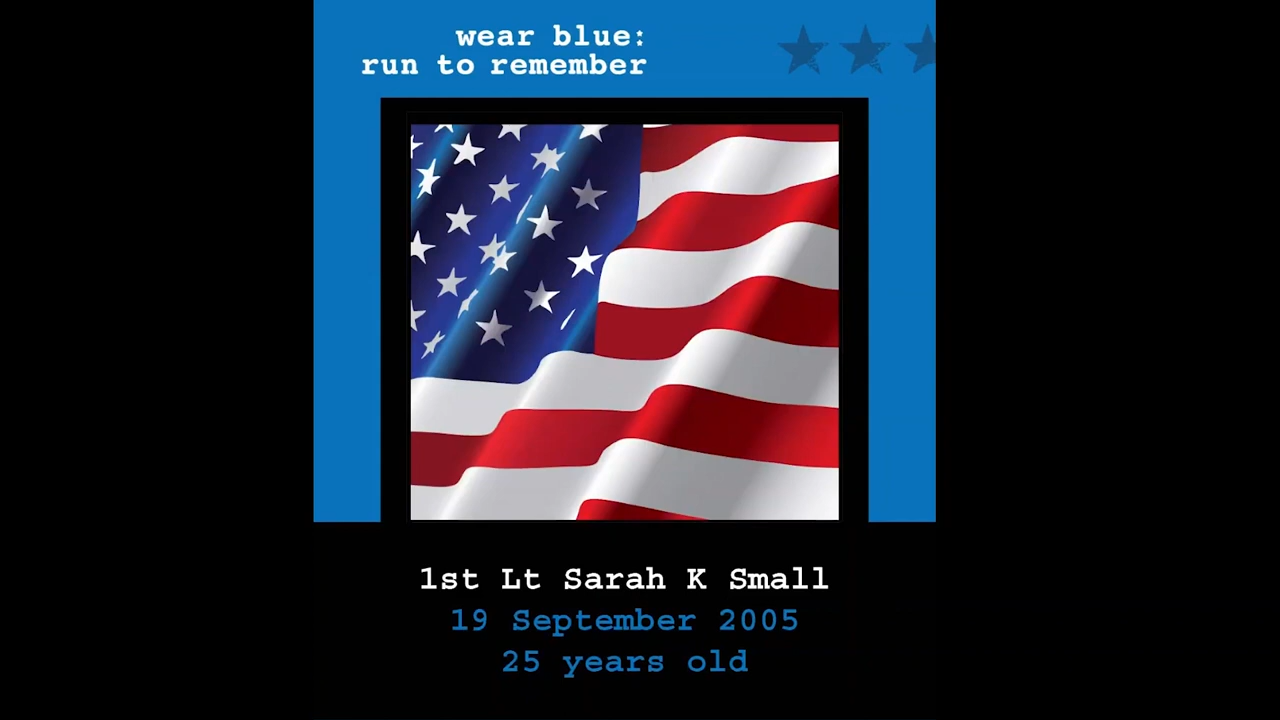 wear blue:
run to remember
1st Lt Sarah K Small
19 September 2005
25 years old